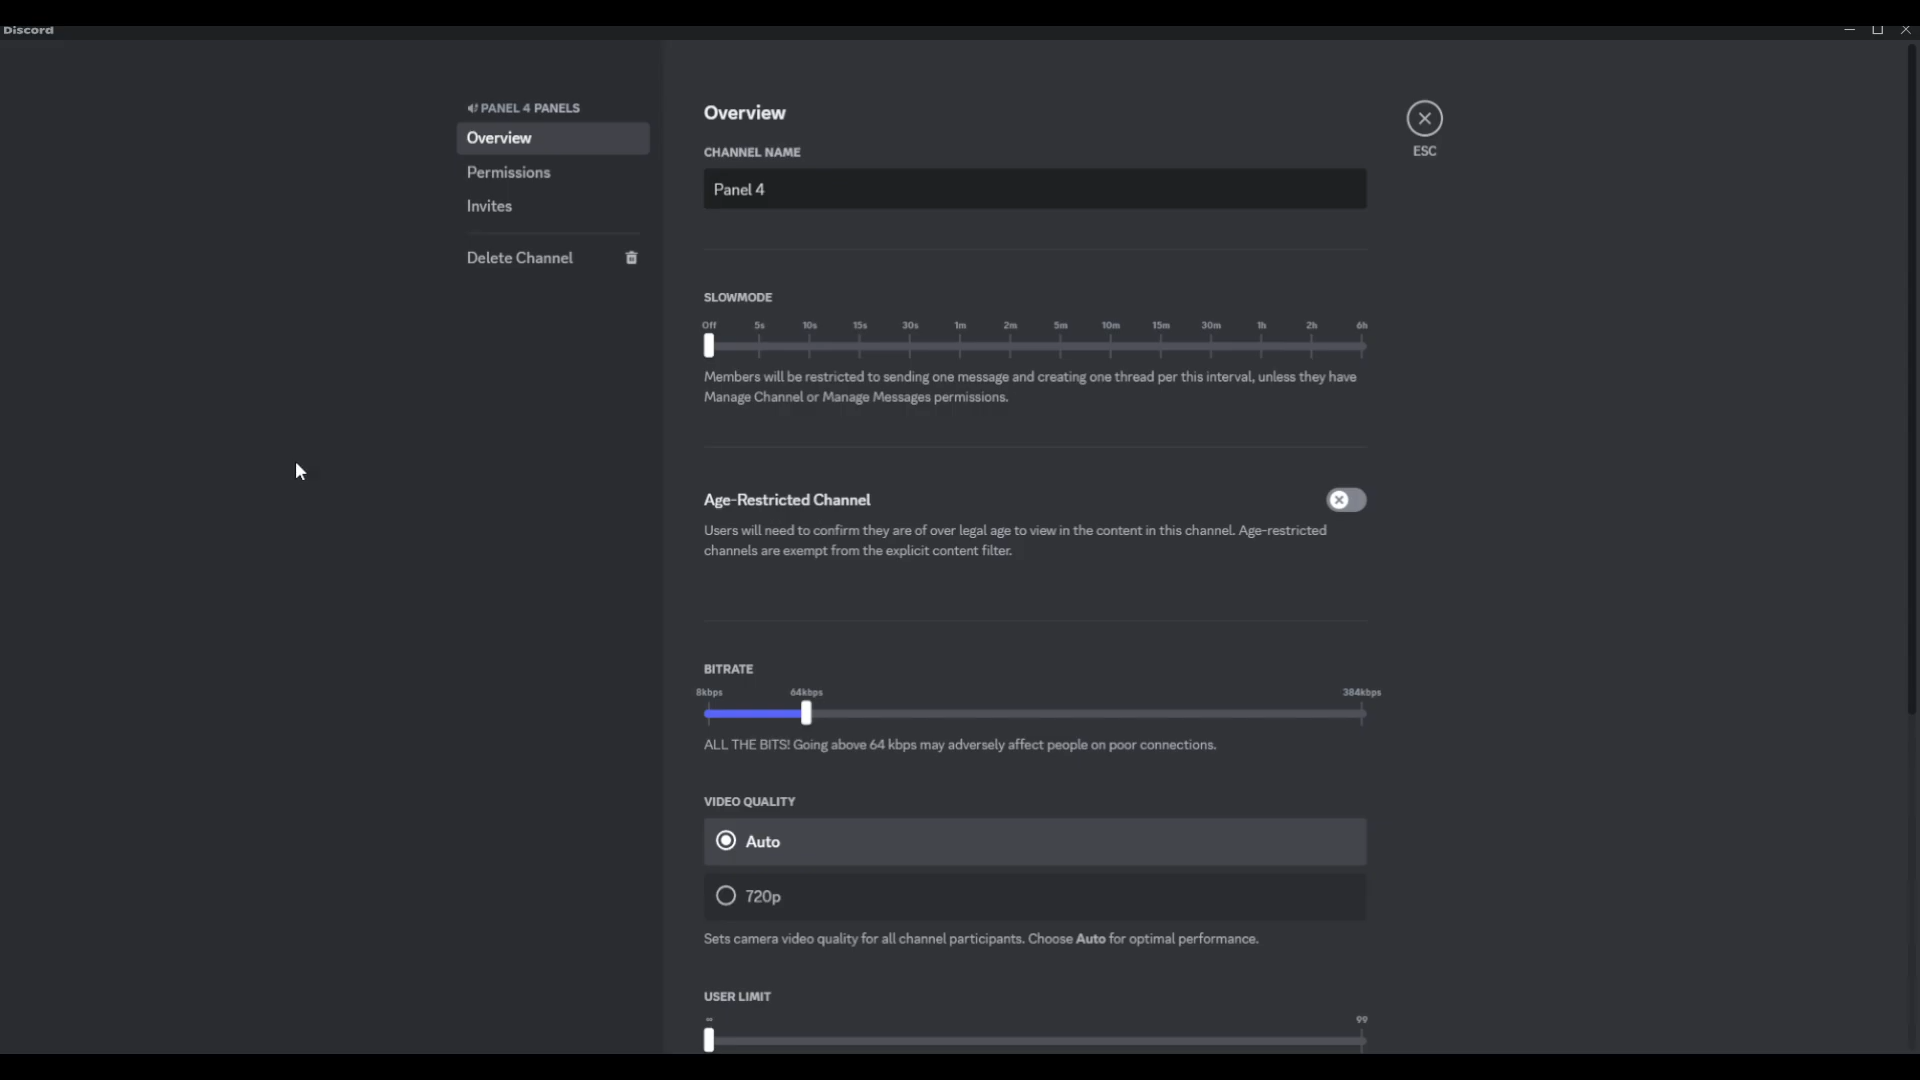 Discord
PANEL 4 PANELS
Overview
Permissions
Invites
Delete Channel
Overview
ESC
CHANNEL NAME
Panel 4
SLOWMODE
Off 5s 10s 15s 30s 1m 2m 5m 10m 15m 30m 1h 2h 6h
Members will be restricted to sending one message and creating one thread per this interval, unless they have
Manage Channel or Manage Messages permissions.
Age-Restricted Channel
Users will need to confirm they are of over legal age to view in the content in this channel. Age-restricted
channels are exempt from the explicit content filter.
BITRATE
8kbps 64kbps 384kbps
ALL THE BITS! Going above 64 kbps may adversely affect people on poor connections.
VIDEO QUALITY
Auto
720p
Sets camera video quality for all channel participants. Choose Auto for optimal performance.
USER LIMIT
∞ 99